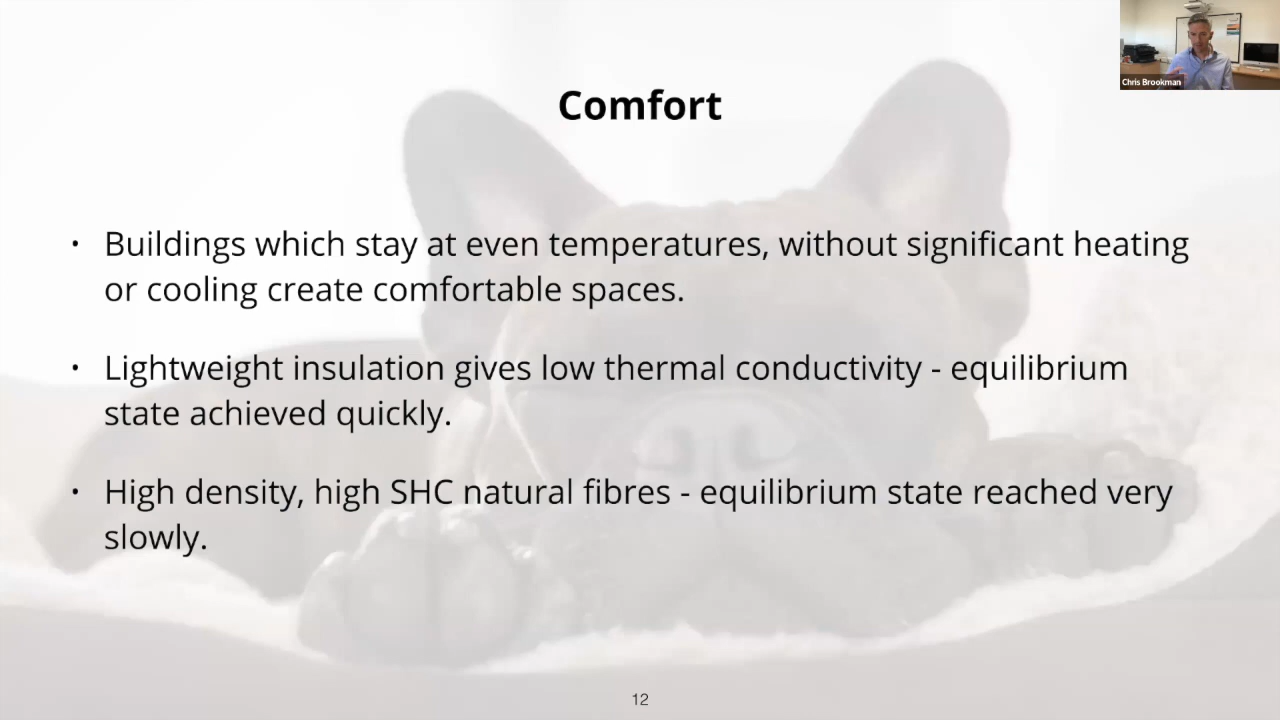 Chris Brookman
Comfort
• Buildings which stay at even temperatures, without significant heating
or cooling create comfortable spaces.
• Lightweight insulation gives low thermal conductivity - equilibrium
state achieved quickly.
• High density, high SHC natural fibres - equilibrium state reached very
slowly.
12